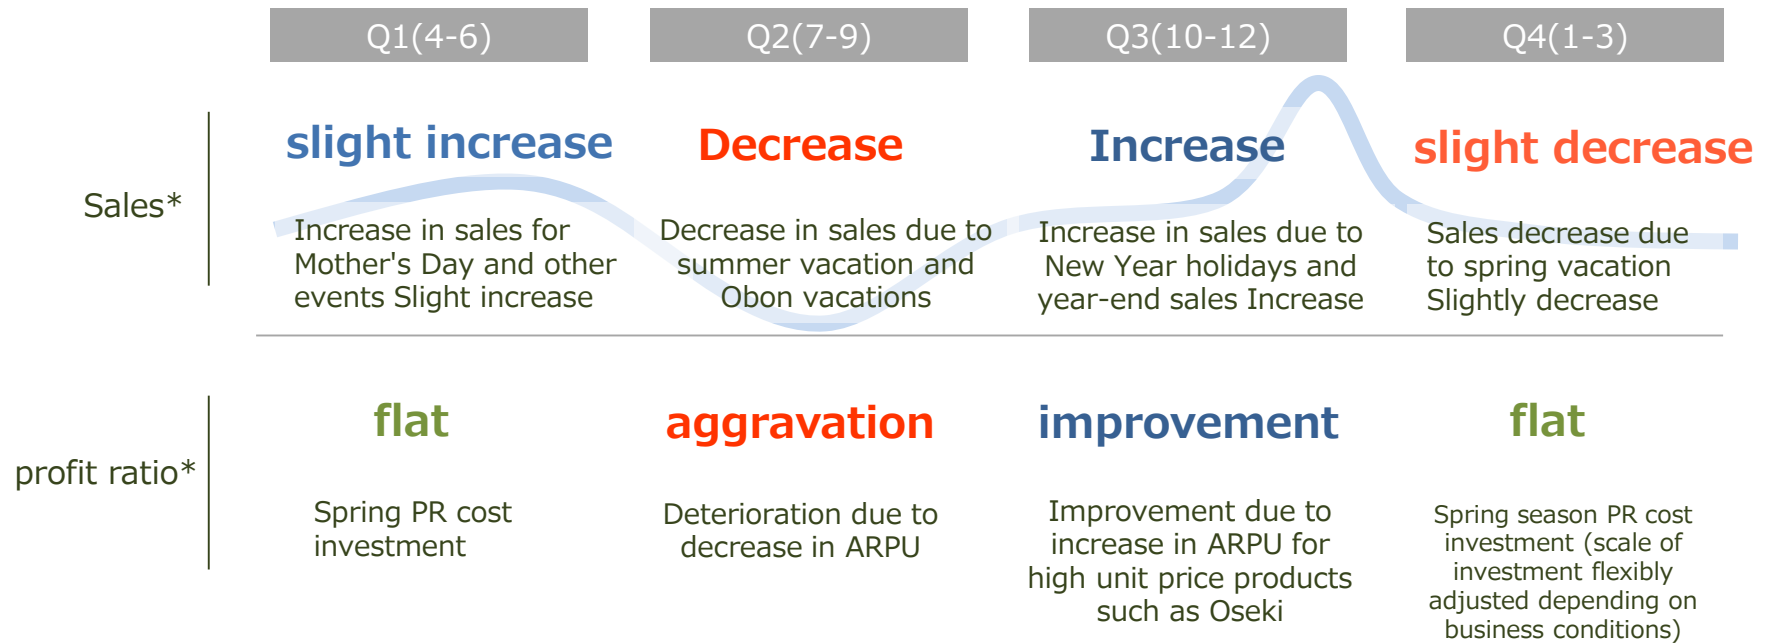 Q1(4-6)
Q2(7-9)
Q3(10-12)
Q4(1-3)
Sales*
slight increase
Increase in sales for
Mother's Day and other
events Slight increase
Decrease
Decrease in sales due to
summer vacation and
Obon vacations
Increase
Increase in sales due to
New Year holidays and
year-end sales Increase
slight decrease
Sales decrease due
to spring vacation
Slightly decrease
profit ratio*
flat
Spring PR cost
investment
aggravation
Deterioration due to
decrease in ARPU
improvement
Improvement due to
increase in ARPU for
high unit price products
such as Oseki
flat
Spring season PR cost
investment (scale of
investment flexibly
adjusted depending on
business conditions)